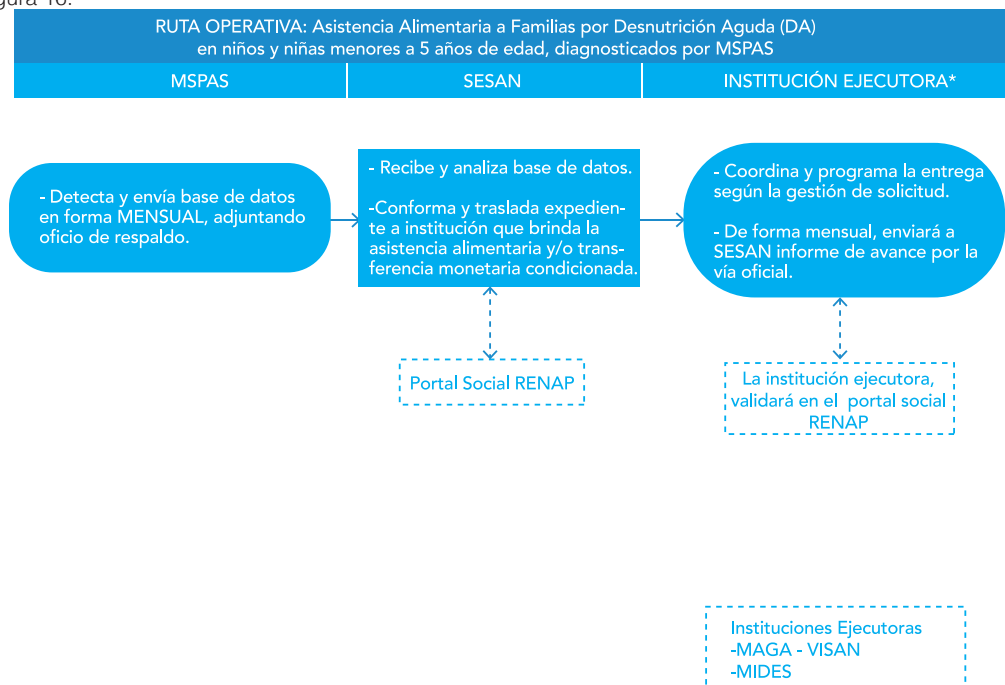 gura 16.
RUTA OPERATIVA: Asistencia Alimentaria a Familias por Desnutrición Aguda (DA)
en niños y niñas menores a 5 años de edad, diagnosticados por MSPAS
MSPAS
SESAN
INSTITUCIÓN EJECUTORA*
- Detecta y envía base de datos
en forma MENSUAL, adjuntando
oficio de respaldo.
- Recibe y analiza base de datos.
-Conforma y traslada expedien-
te a institución que brinda la
asistencia alimentaria y/o trans-
ferencia monetaria condicionada.
- Coordina y programa la entrega
según la gestión de solicitud.
- De forma mensual, enviará a
SESAN informe de avance por la
vía oficial.
Portal Social RENAP
La institución ejecutora,
validará en el portal social
RENAP
Instituciones Ejecutoras
-MAGA - VISAN
-MIDES